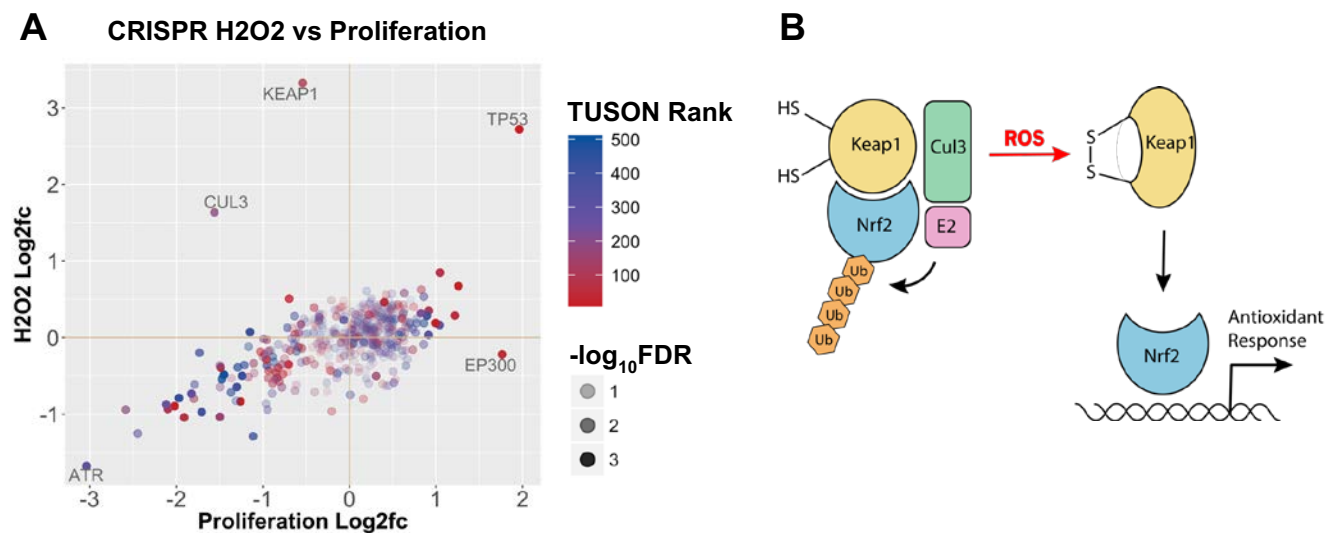 A
CRISPR H2O2 vs Proliferation
H2O2 Log2fc
3
2
1
0
-1
-3
-2
-1
0
1
2
Proliferation Log2fc
KEAP1
TP53
CUL3
EP300
ATR
TUSON Rank
500
400
300
200
100
-log10FDR
1
2
3
B
HS
HS
Keap1
Cul3
Nrf2
E2
Ub
Ub
Ub
Ub
ROS
S
S
Keap1
Nrf2
Antioxidant
Response